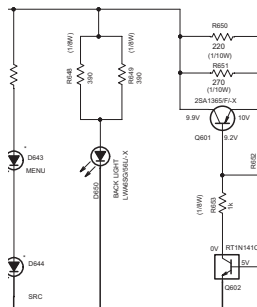 R650
220
(1/10W)
R651
270
(1/10W)
2SA1365/F/-X
9.9V
10V
Q601
9.2V
(1/8W)
R648
390
(1/8W)
R649
390
D643
MENU
D650
BACK LIGHT
R652
(1/8W)
R653
1k
0V
RT1N141C
5V
Q602
D644
SRC